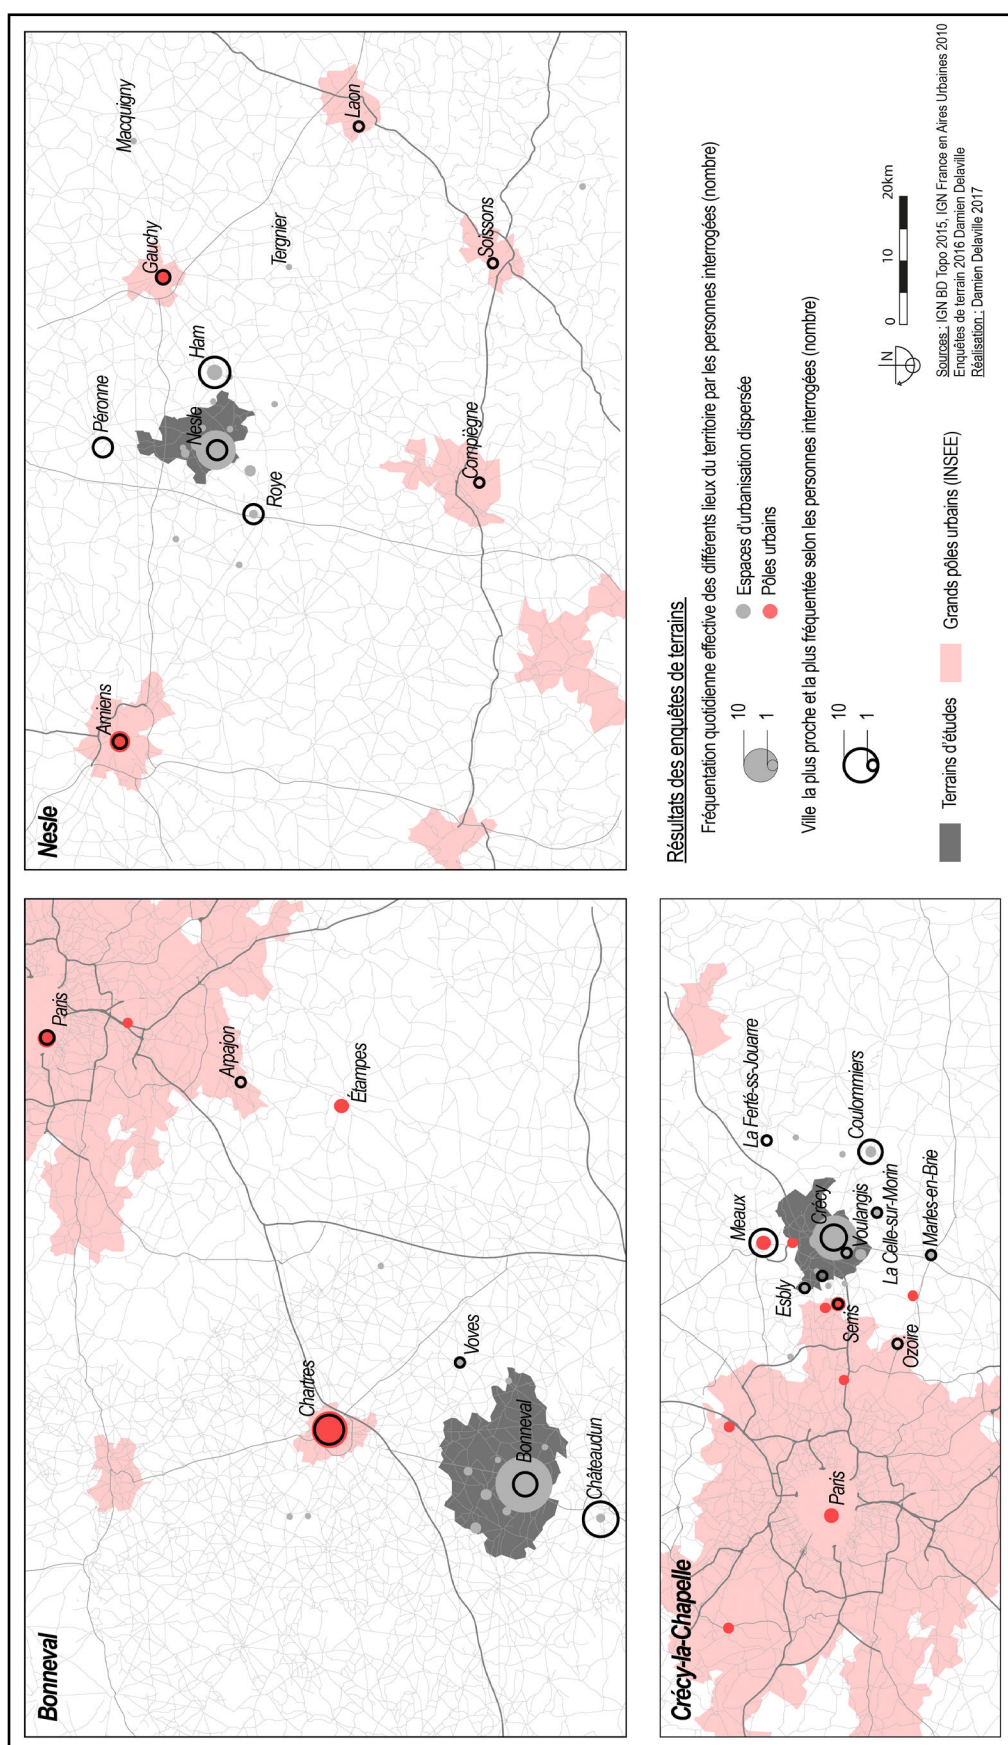 Bonneval
Paris
Arpajon
Étampes
Chartres
Voves
Bonneval
Châteaudun
Nesle
Macquigny
Gauchy
Laon
Tergnier
Péronne
Ham
Nesle
Soissons
Roye
Compiègne
Amiens
Crécy-la-Chapelle
La Ferté-ss-Jouarre
Meaux
Coulommiers
Crécy
Voulangis
La Celle-sur-Morin
Marles-en-Brie
Esbly
Serris
Ozoire
Paris
Résultats des enquêtes de terrains
Fréquentation quotidienne effective des différents lieux du territoire par les personnes interrogées (nombre)
10
1
Espaces d'urbanisation dispersée
Pôles urbains
Ville la plus proche et la plus fréquentée selon les personnes interrogées (nombre)
10
1
Terrains d'études
Grands pôles urbains (INSEE)
N
0 10 20km
Sources : IGN BD Topo 2015, IGN France en Aires Urbaines 2010
Enquêtes de terrain 2016 Damien Delaville
Réalisation : Damien Delaville 2017